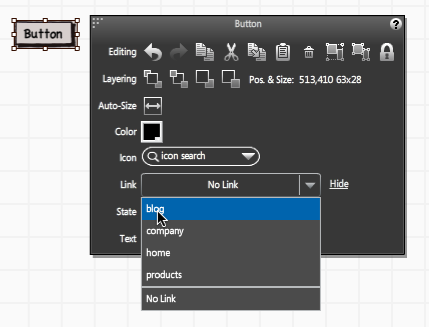 Button
Button
?
Editing
Layering Pos. & Size: 513,410 63x28
Auto-Size
Color
Icon icon search
Link No Link Hide
State blog
company
Text
home
products
No Link